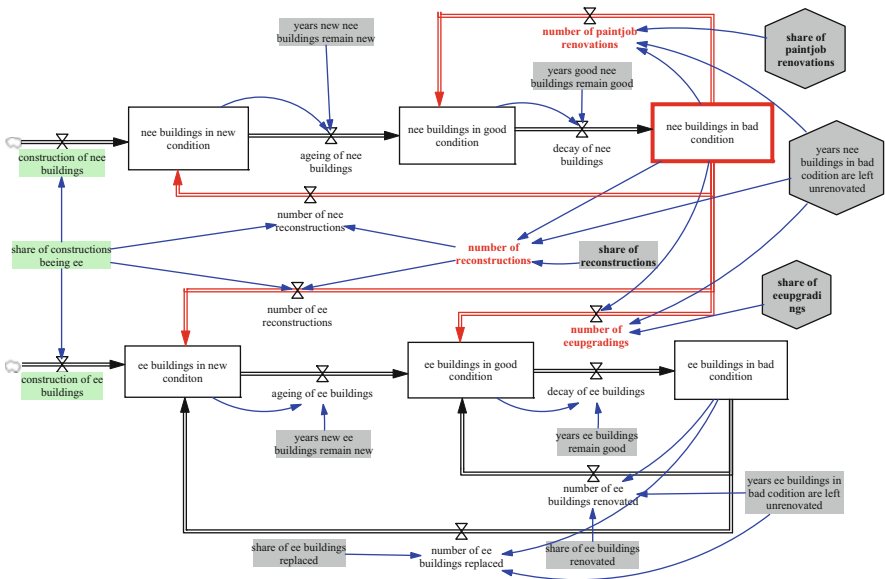 years new nee
buildings remain new
number of paintjob
renovations
share of
paintjob
renovations
years good nee
buildings remain good
nee buildings in new
condition
nee buildings in good
condition
nee buildings in bad
condition
construction of nee
buildings
ageing of nee
buildings
decay of nee
buildings
years nee
buildings in bad
codition are left
unrenovated
number of nee
reconstructions
share of constructions
beeing ee
number of
reconstructions
share of
reconstructions
share of
eeupgradi
ngs
number of ee
reconstructions
number of
eeupgradings
construction of ee
buildings
ee buildings in new
conditon
ee buildings in good
condition
ee buildings in bad
condition
ageing of ee buildings
decay of ee buildings
years new ee
buildings remain new
years ee buildings
remain good
number of ee
buildings renovated
years ee buildings in
bad codition are left
unrenovated
share of ee buildings
replaced
number of ee
buildings replaced
share of ee buildings
renovated